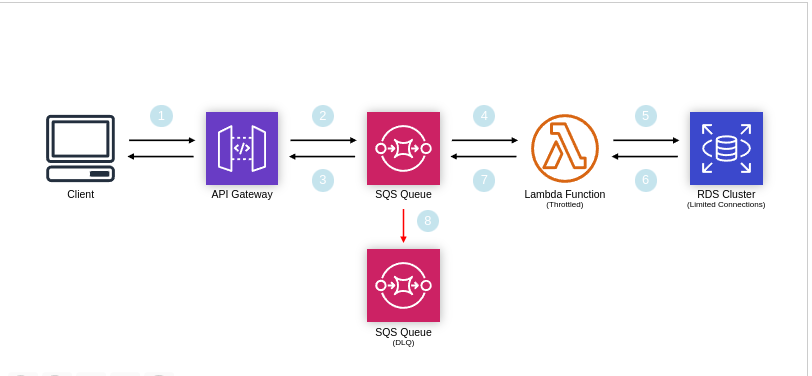 1
2
4
5
3
7
6
Client
API Gateway
SQS Queue
Lambda Function
(Throttled)
RDS Cluster
(Limited Connections)
8
SQS Queue
(DLQ)